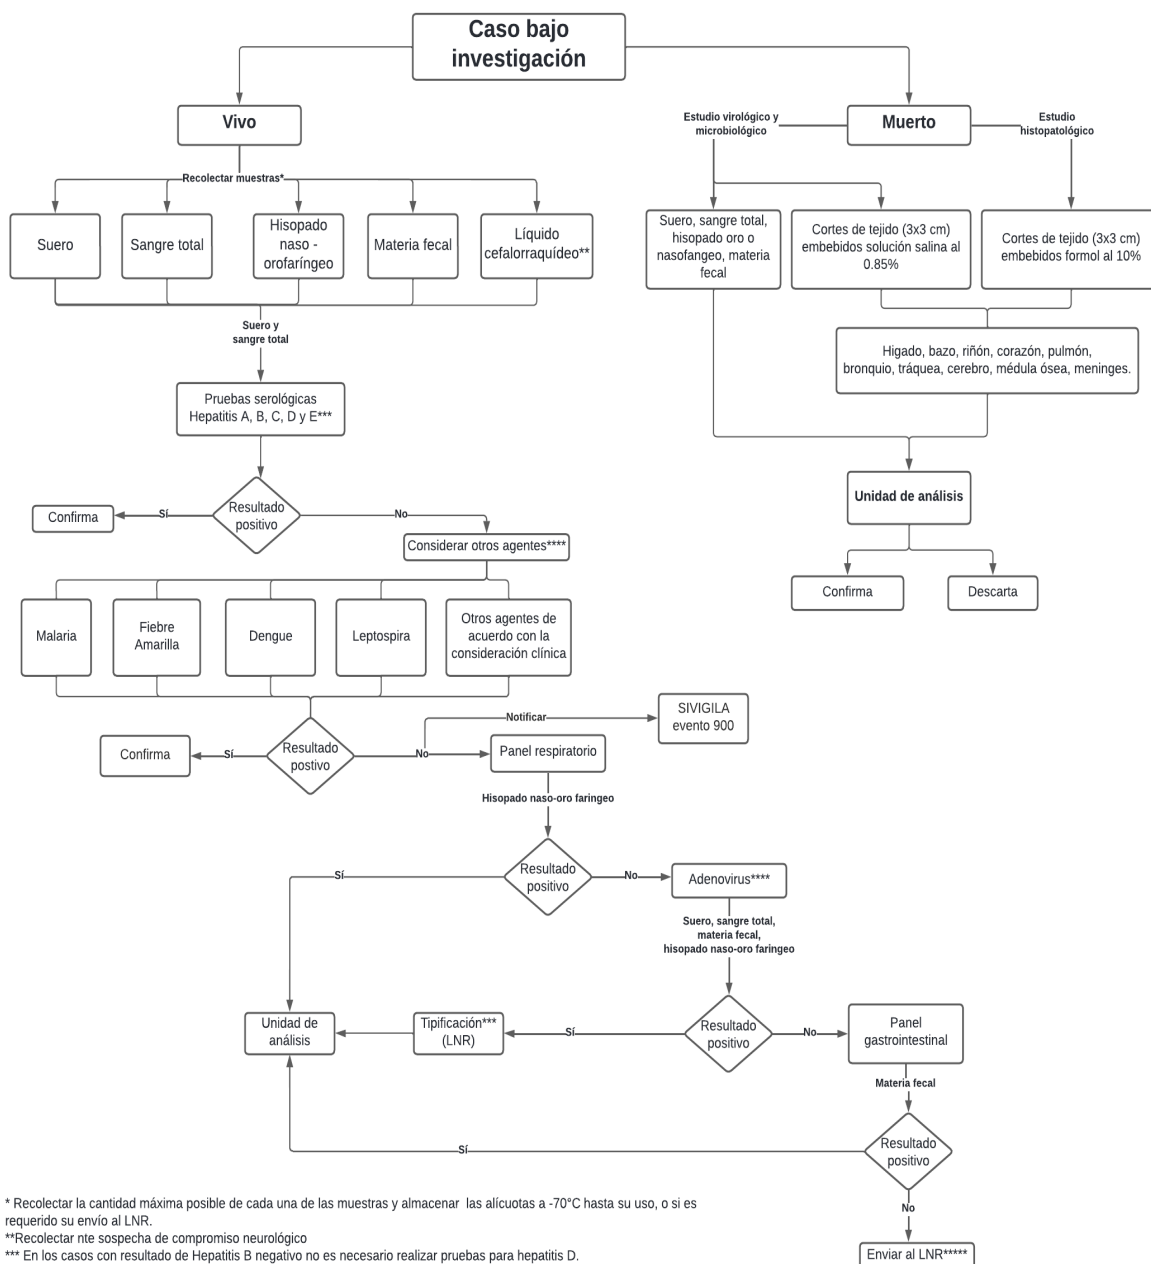 Caso bajo
investigación
Vivo
Estudio virológico y
microbiológico
Muerto
Estudio
histopatológico
Recolectar muestras*
Suero
Sangre total
Hisopado
naso -
orofaríngeo
Materia fecal
Líquido
cefalorraquídeo**
Suero, sangre total,
hisopado oro o
nasofangeo, materia
fecal
Cortes de tejido (3x3 cm)
embebidos solución salina al
0.85%
Cortes de tejido (3x3 cm)
embebidos formol al 10%
Suero y
sangre total
Higado, bazo, riñón, corazón, pulmón,
bronquio, tráquea, cerebro, médula ósea, meninges.
Pruebas serológicas
Hepatitis A, B, C, D y E***
Unidad de análisis
Confirma
Sí
Resultado
positivo
No
Considerar otros agentes****
Confirma
Descarta
Malaria
Fiebre
Amarilla
Dengue
Leptospira
Otros agentes de
acuerdo con la
consideración clínica
Notificar
SIVIGILA
evento 900
Confirma
Sí
Resultado
postivo
No
Panel respiratorio
Hisopado naso-oro faringeo
Sí
Resultado
positivo
No
Adenovirus****
Suero, sangre total,
materia fecal,
hisopado naso-oro faringeo
Unidad de
análisis
Tipificación***
(LNR)
Sí
Resultado
positivo
No
Panel
gastrointestinal
Materia fecal
Sí
Resultado
positivo
No
Enviar al LNR*****
* Recolectar la cantidad máxima posible de cada una de las muestras y almacenar las alícuotas a -70°C hasta su uso, o si es
requerido su envío al LNR.
**Recolectar nte sospecha de compromiso neurológico
*** En los casos con resultado de Hepatitis B negativo no es necesario realizar pruebas para hepatitis D.